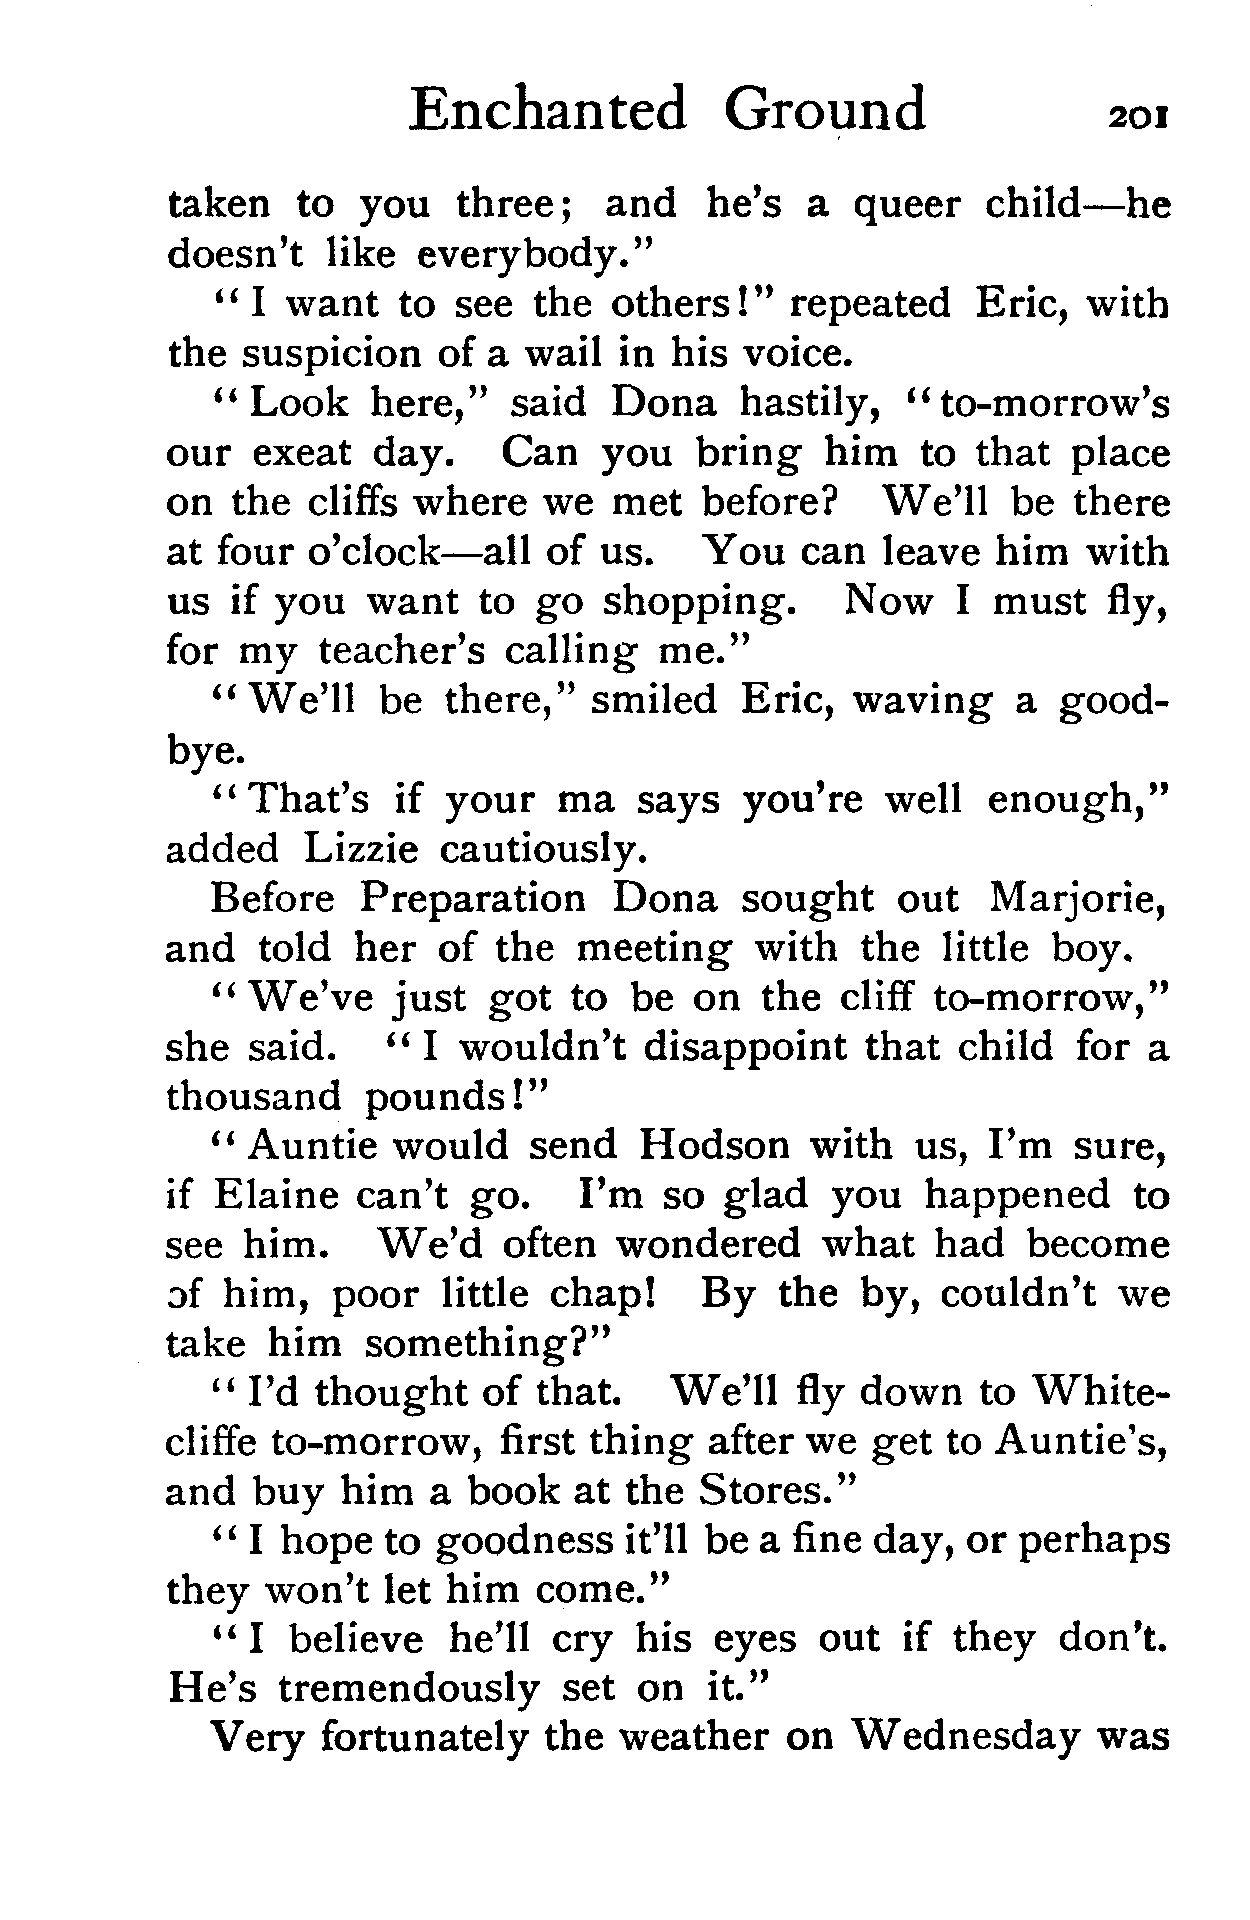 Enchanted Ground 201
taken to you three; and he's a queer child—he
doesn't like everybody."
"I want to see the others!" repeated Eric, with
the suspicion of a wail in his voice.
"Look here," said Dona hastily, "to-morrow's
our exeat day. Can you bring him to that place
on the cliffs where we met before? We'll be there
at four o'clock—all of us. You can leave him with
us if you want to go shopping. Now I must fly,
for my teacher's calling me."
"We'll be there," smiled Eric, waving a good-
bye.
"That's if your ma says you're well enough,"
added Lizzie cautiously.
Before Preparation Dona sought out Marjorie,
and told her of the meeting with the little boy.
"We've just got to be on the cliff to-morrow,"
she said. "I wouldn't disappoint that child for a
thousand pounds!"
"Auntie would send Hodson with us, I'm sure,
if Elaine can't go. I'm so glad you happened to
see him. We'd often wondered what had become
of him, poor little chap! By the by, couldn't we
take him something?"
"I'd thought of that. We'll fly down to White-
cliffe to-morrow, first thing after we get to Auntie's,
and buy him a book at the Stores."
"I hope to goodness it'll be a fine day, or perhaps
they won't let him come."
"I believe he'll cry his eyes out if they don't.
He's tremendously set on it."
Very fortunately the weather on Wednesday was